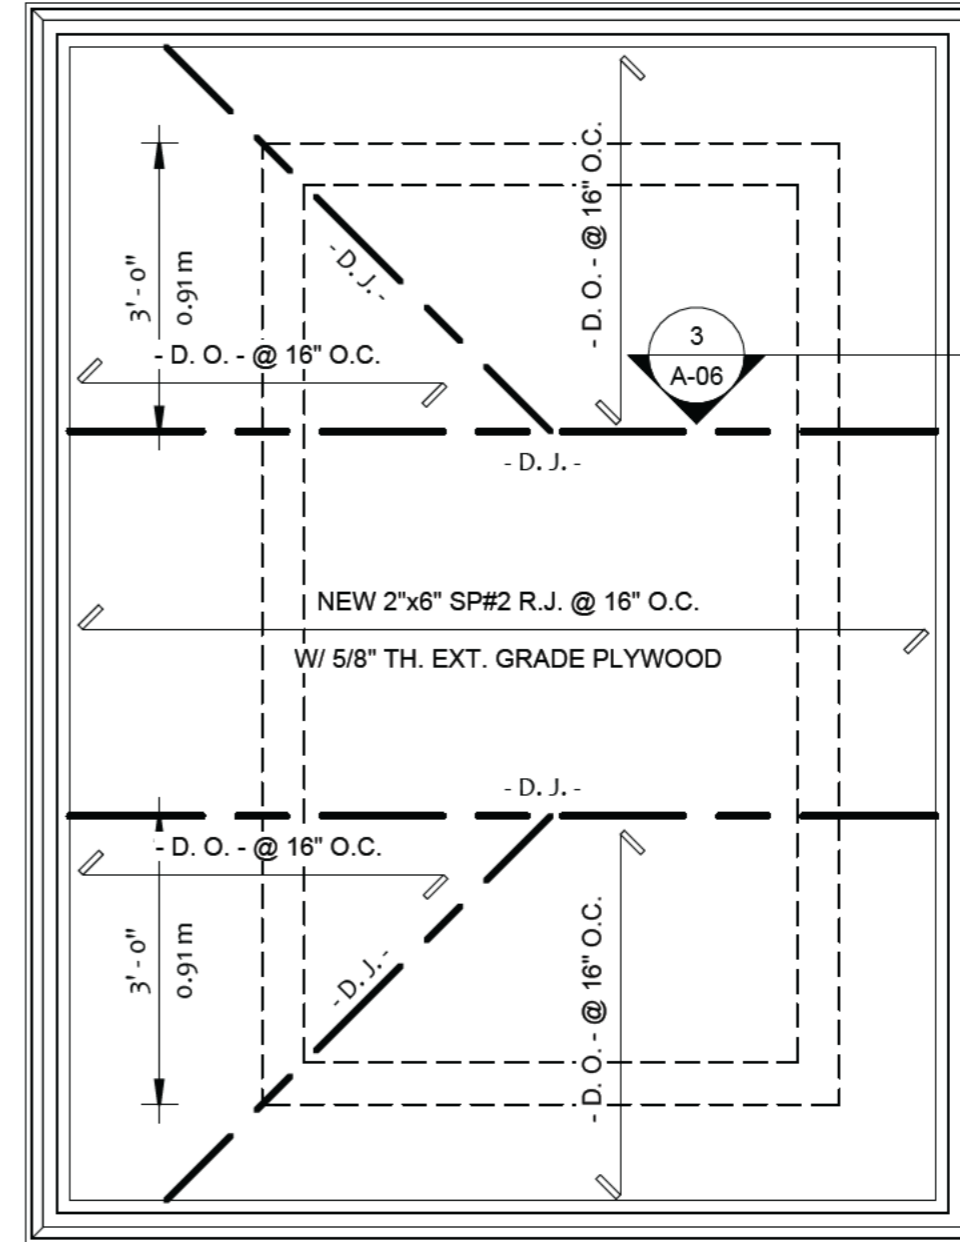 - D. O. - @ 16" O.C.
3' - 0"
0.91 m
- D. J. -
- D. O. - @ 16" O.C.
3
A-06
- D. J. -
NEW 2"x6" SP#2 R.J. @ 16" O.C.
W/ 5/8" TH. EXT. GRADE PLYWOOD
- D. J. -
- D. O. - @ 16" O.C.
3' - 0"
0.91 m
- D. J. -
- D. O. - @ 16" O.C.